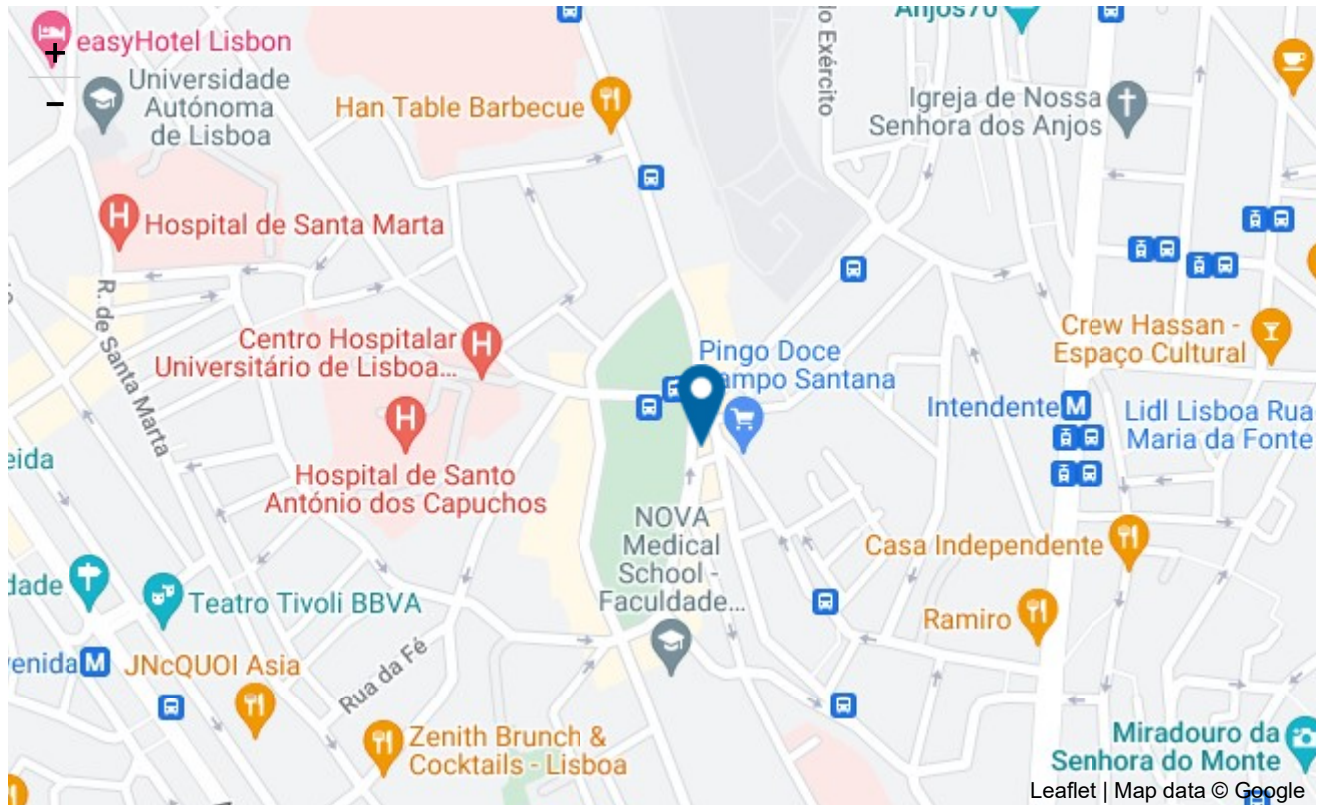 Anjos70
easyHotel Lisbon
+
−
Universidade
Autónoma
de Lisboa
Han Table Barbecue
do Exército
Igreja de Nossa
Senhora dos Anjos
H
Hospital de Santa Marta
R. de Santa Marta
Centro Hospitalar
Universitário de Lisboa...
H
H
Hospital de Santo
António dos Capuchos
Pingo Doce
ampo Santana
Crew Hassan -
Espaço Cultural
Intendente M
Lidl Lisboa Rua
Maria da Fonte
eida
NOVA
Medical
School -
Faculdade...
Casa Independente
Ramiro
dade
Teatro Tivoli BBVA
venida M
JNcQUOI Asia
Rua da Fé
Zenith Brunch &
Cocktails - Lisboa
Miradouro da
Senhora do Monte
Leaflet | Map data © Google